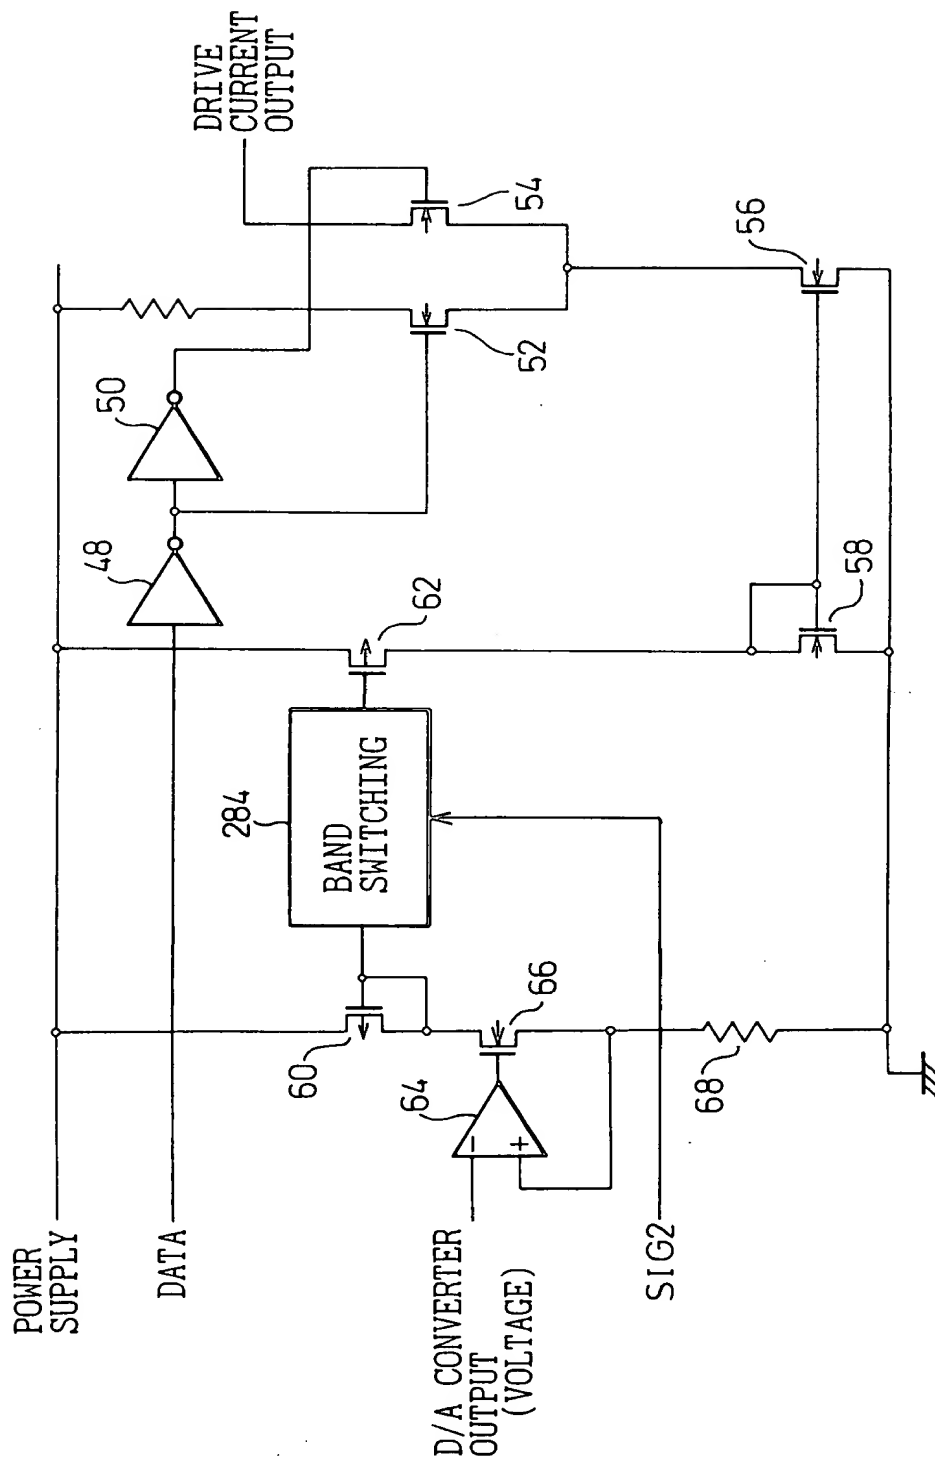 POWER
SUPPLY
DATA
48
50
DRIVE
CURRENT
OUTPUT
54
52
62
284
BAND
SWITCHING
60
66
64
-
+
D/A CONVERTER
OUTPUT
(VOLTAGE)
SIG2
68
58
56